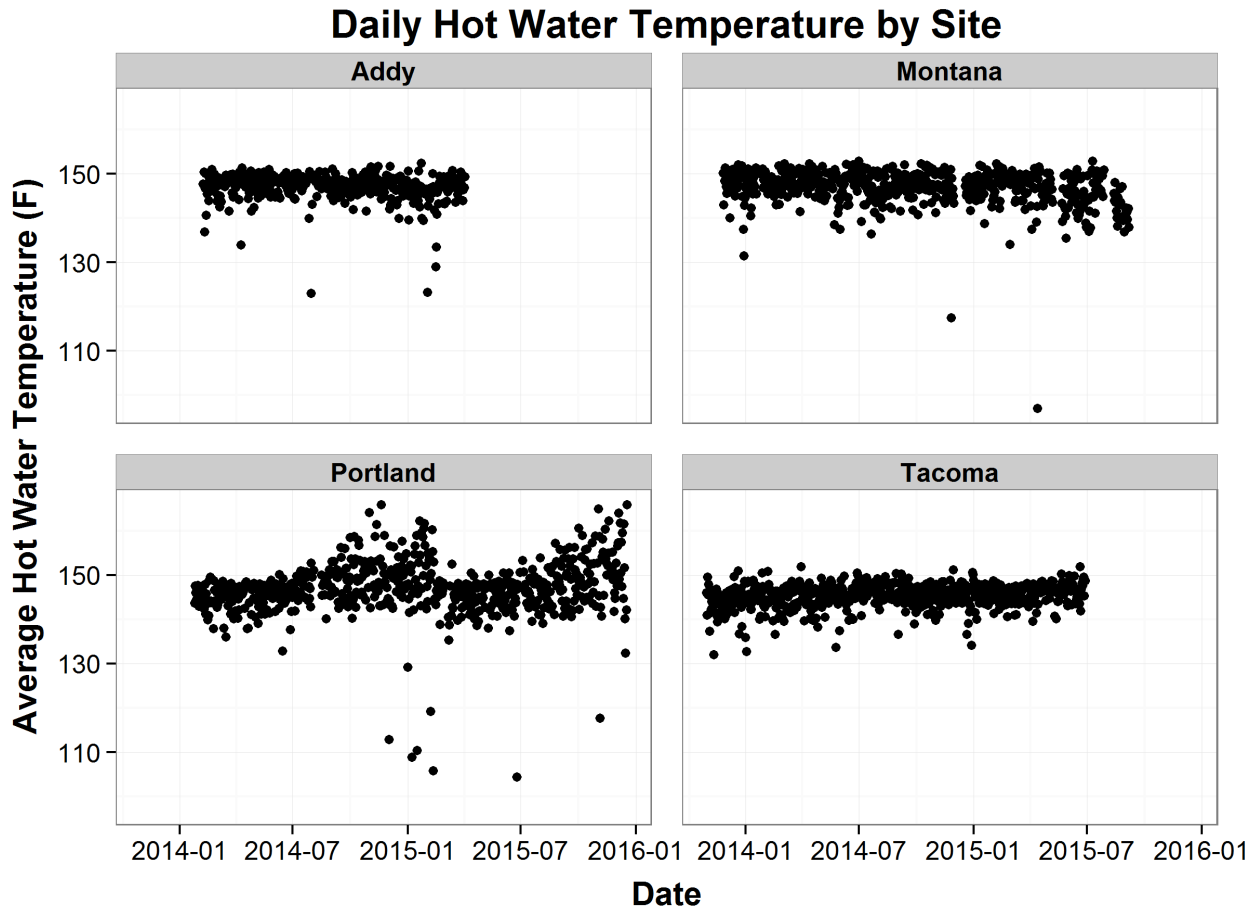 Daily Hot Water Temperature by Site
Addy Montana
150
130
110
Portland Tacoma
150
130
110
2014-01 2014-07 2015-01 2015-07 2016-01 2014-01 2014-07 2015-01 2015-07 2016-01
Date
Average Hot Water Temperature (F)